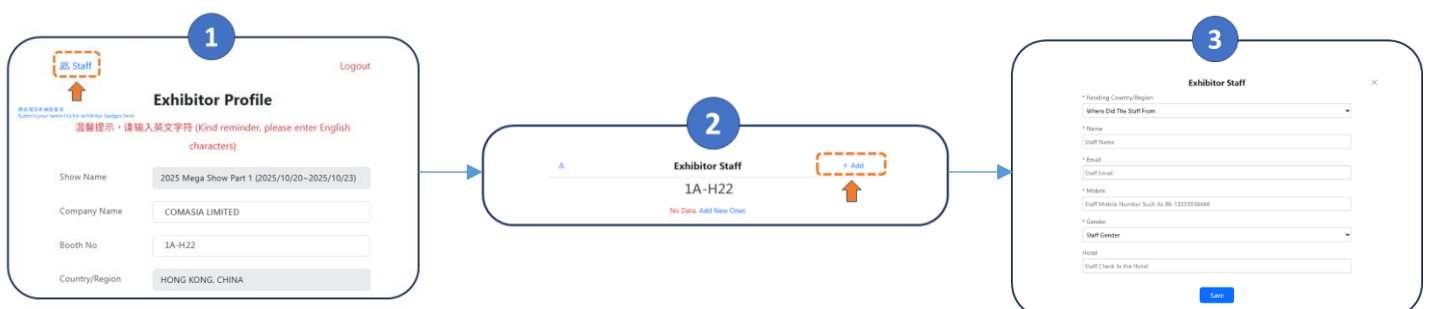 1
Staff
Logout
Exhibitor Profile
Submit your name list for exhibitor badges here
温馨提示，请输入英文字符 (Kind reminder, please enter English
characters)
Show Name
2025 Mega Show Part 1 (2025/10/20~2025/10/23)
Company Name
COMASIA LIMITED
Booth No
1A-H22
Country/Region
HONG KONG, CHINA
2
Exhibitor Staff
+ Add
1A-H22
No Data, Add New Ones
3
Exhibitor Staff
* Residing Country/Region
Where Did The Staff From
* Name
Staff Name
* Email
Staff Email
* Mobile
Staff Mobile Number Such As 86-13355556666
* Gender
Staff Gender
Hotel
Staff Check In the Hotel
Save